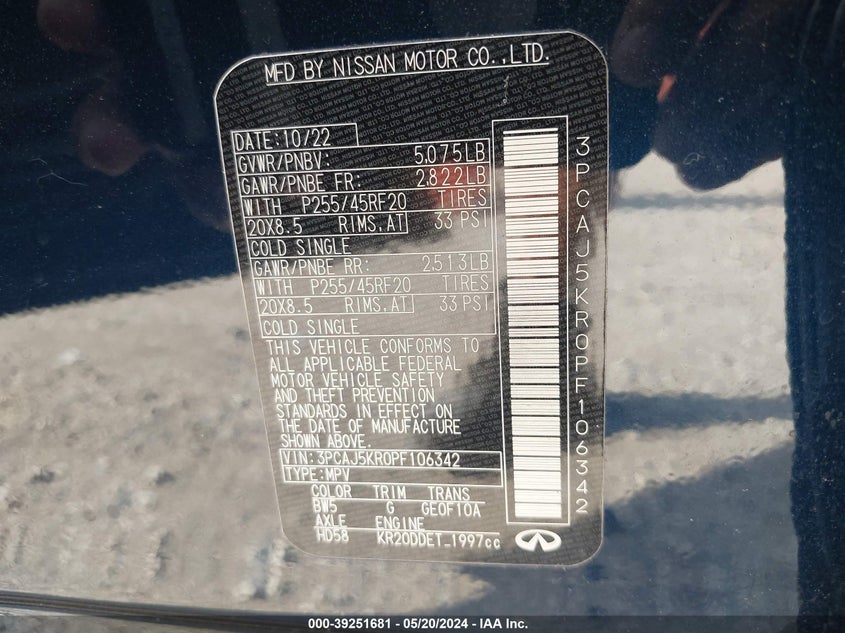 MFD BY NISSAN MOTOR CO.,LTD.
DATE:10/22
GVWR/PNBV: 5,075LB
GAWR/PNBE FR: 2,822LB
WITH P255/45RF20 TIRES
20X8.5 RIMS,AT 33 PSI
COLD SINGLE
GAWR/PNBE RR: 2,513LB
WITH P255/45RF20 TIRES
20X8.5 RIMS,AT 33 PSI
COLD SINGLE
THIS VEHICLE CONFORMS TO
ALL APPLICABLE FEDERAL
MOTOR VEHICLE SAFETY
AND THEFT PREVENTION
STANDARDS IN EFFECT ON
THE DATE OF MANUFACTURE
SHOWN ABOVE.
VIN:3PCAJ5KR0PF106342
TYPE:MPV
COLOR TRIM TRANS
BW5 G GE0F10A
AXLE ENGINE
HD58 KR20DDET_1997cc
3PCAJ5KR0PF106342
000-39251681 - 05/20/2024 - IAA Inc.